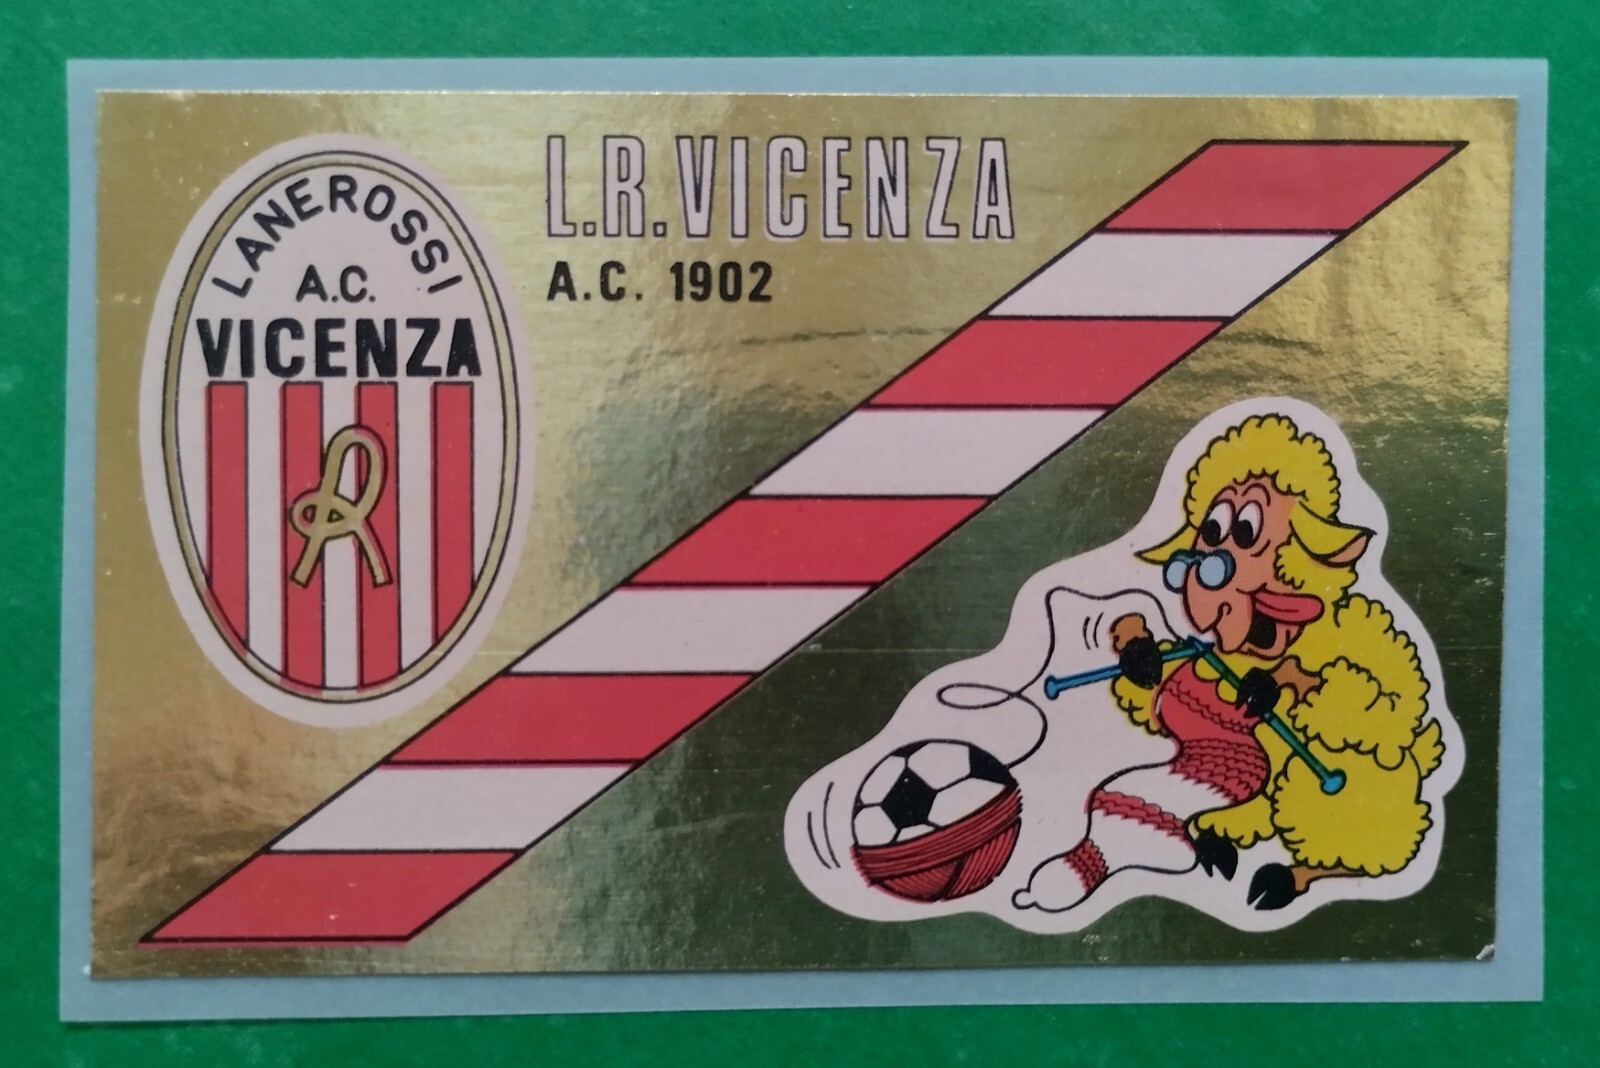 LANEROSSI
A.C.
VICENZA
R
L.R.VICENZA
A.C. 1902